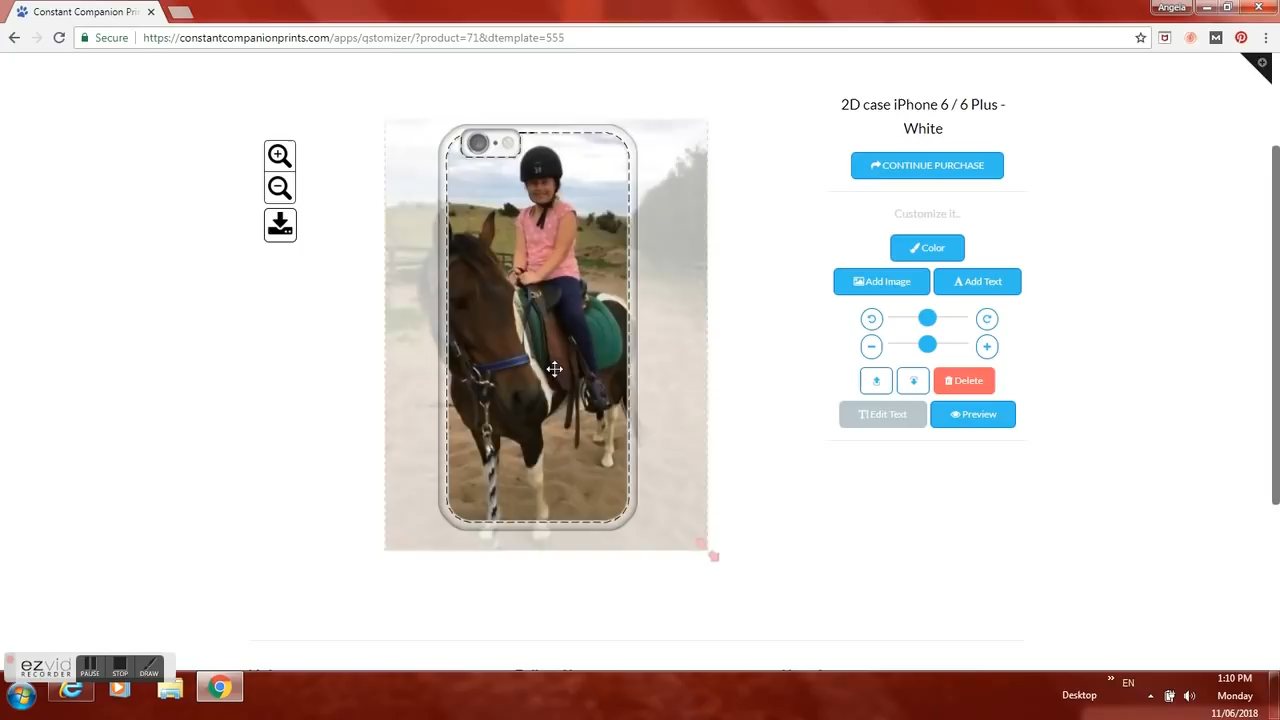 Constant Companion Pri
Angela
Secure
https://constantcompanionprints.com/apps/qstomizer/?product=71&dtemplate=555
2D case iPhone 6 / 6 Plus -
White
CONTINUE PURCHASE
Customize it..
Color
Add Image
Add Text
Delete
Edit Text
Preview
ezvid
RECORDER
PAUSE
STOP
DRAW
EN
Desktop
1:10 PM
Monday
11/06/2018